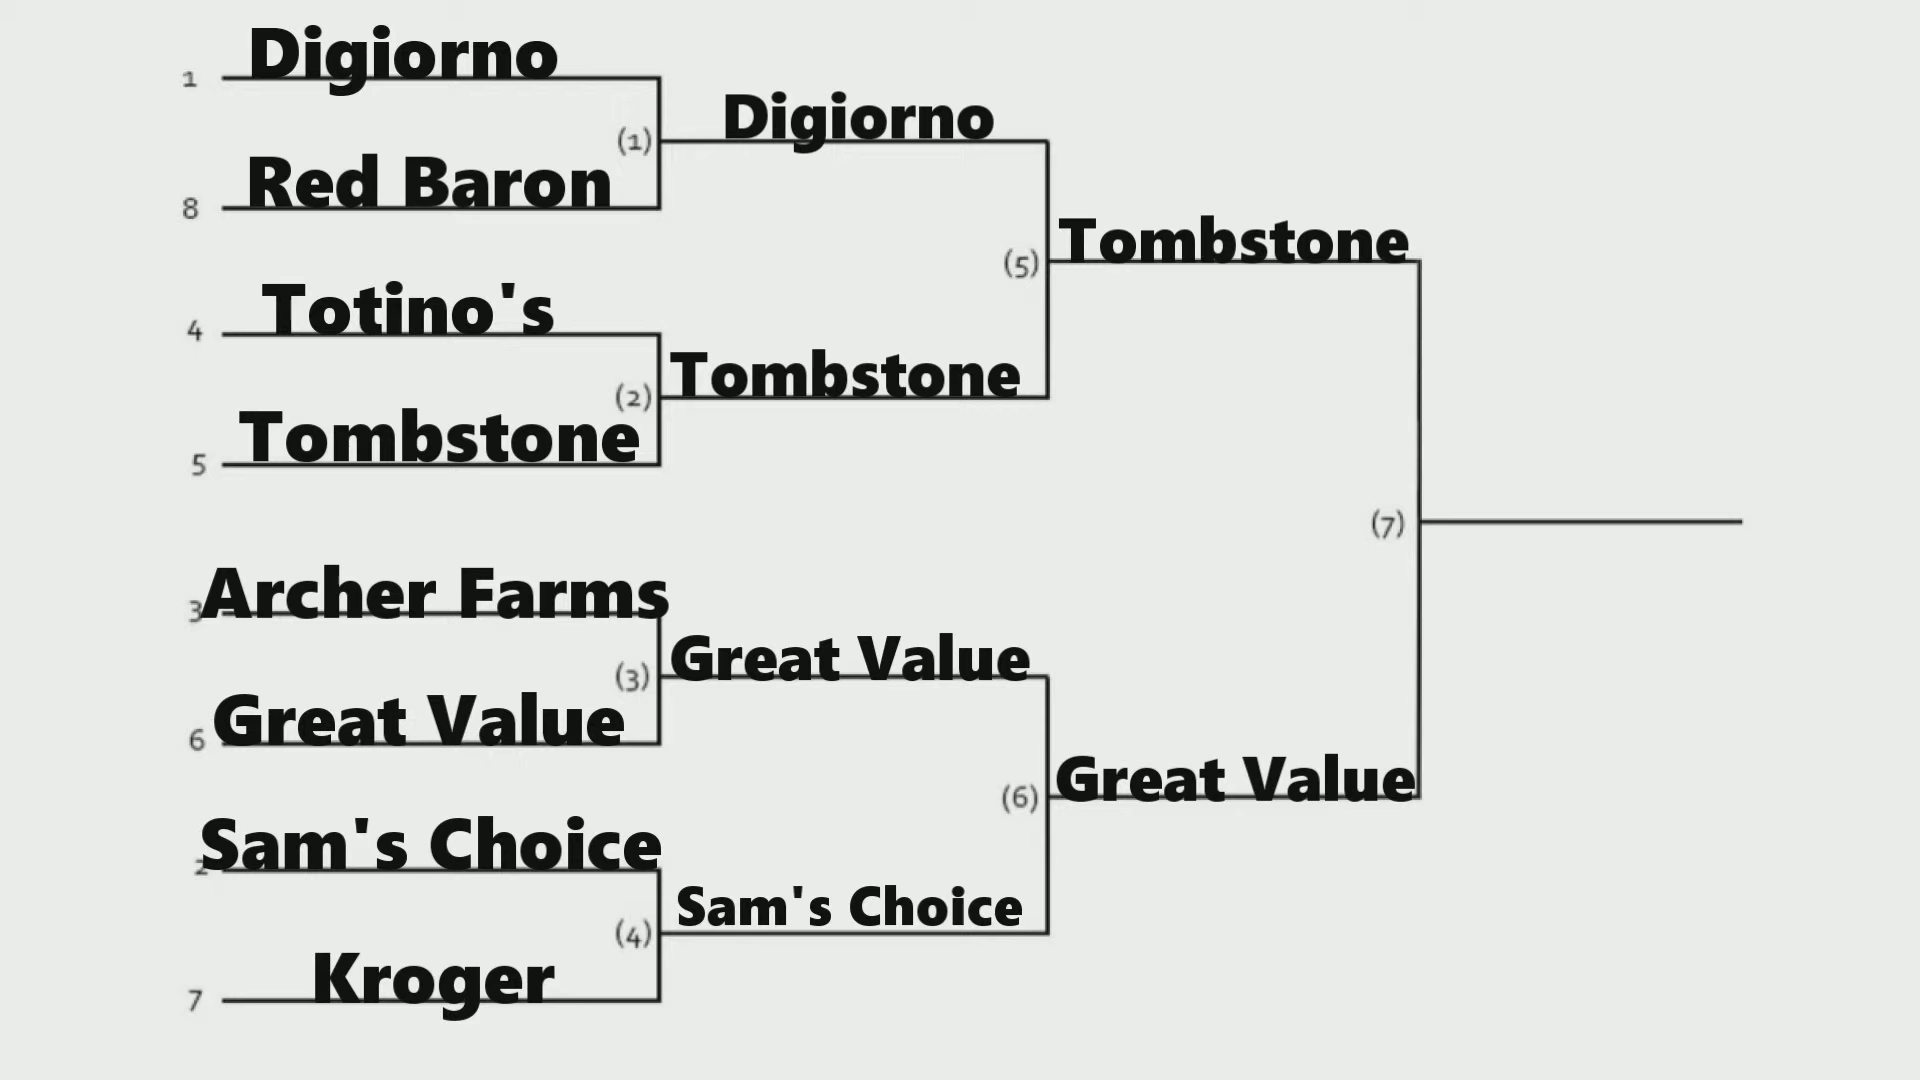 Digiorno
1
Digiorno
(1)
Red Baron
8
Tombstone
(5)
Totino's
4
Tombstone
(2)
Tombstone
5
(7)
Archer Farms
3
Great Value
(3)
Great Value
6
Great Value
(6)
Sam's Choice
2
Sam's Choice
(4)
Kroger
7